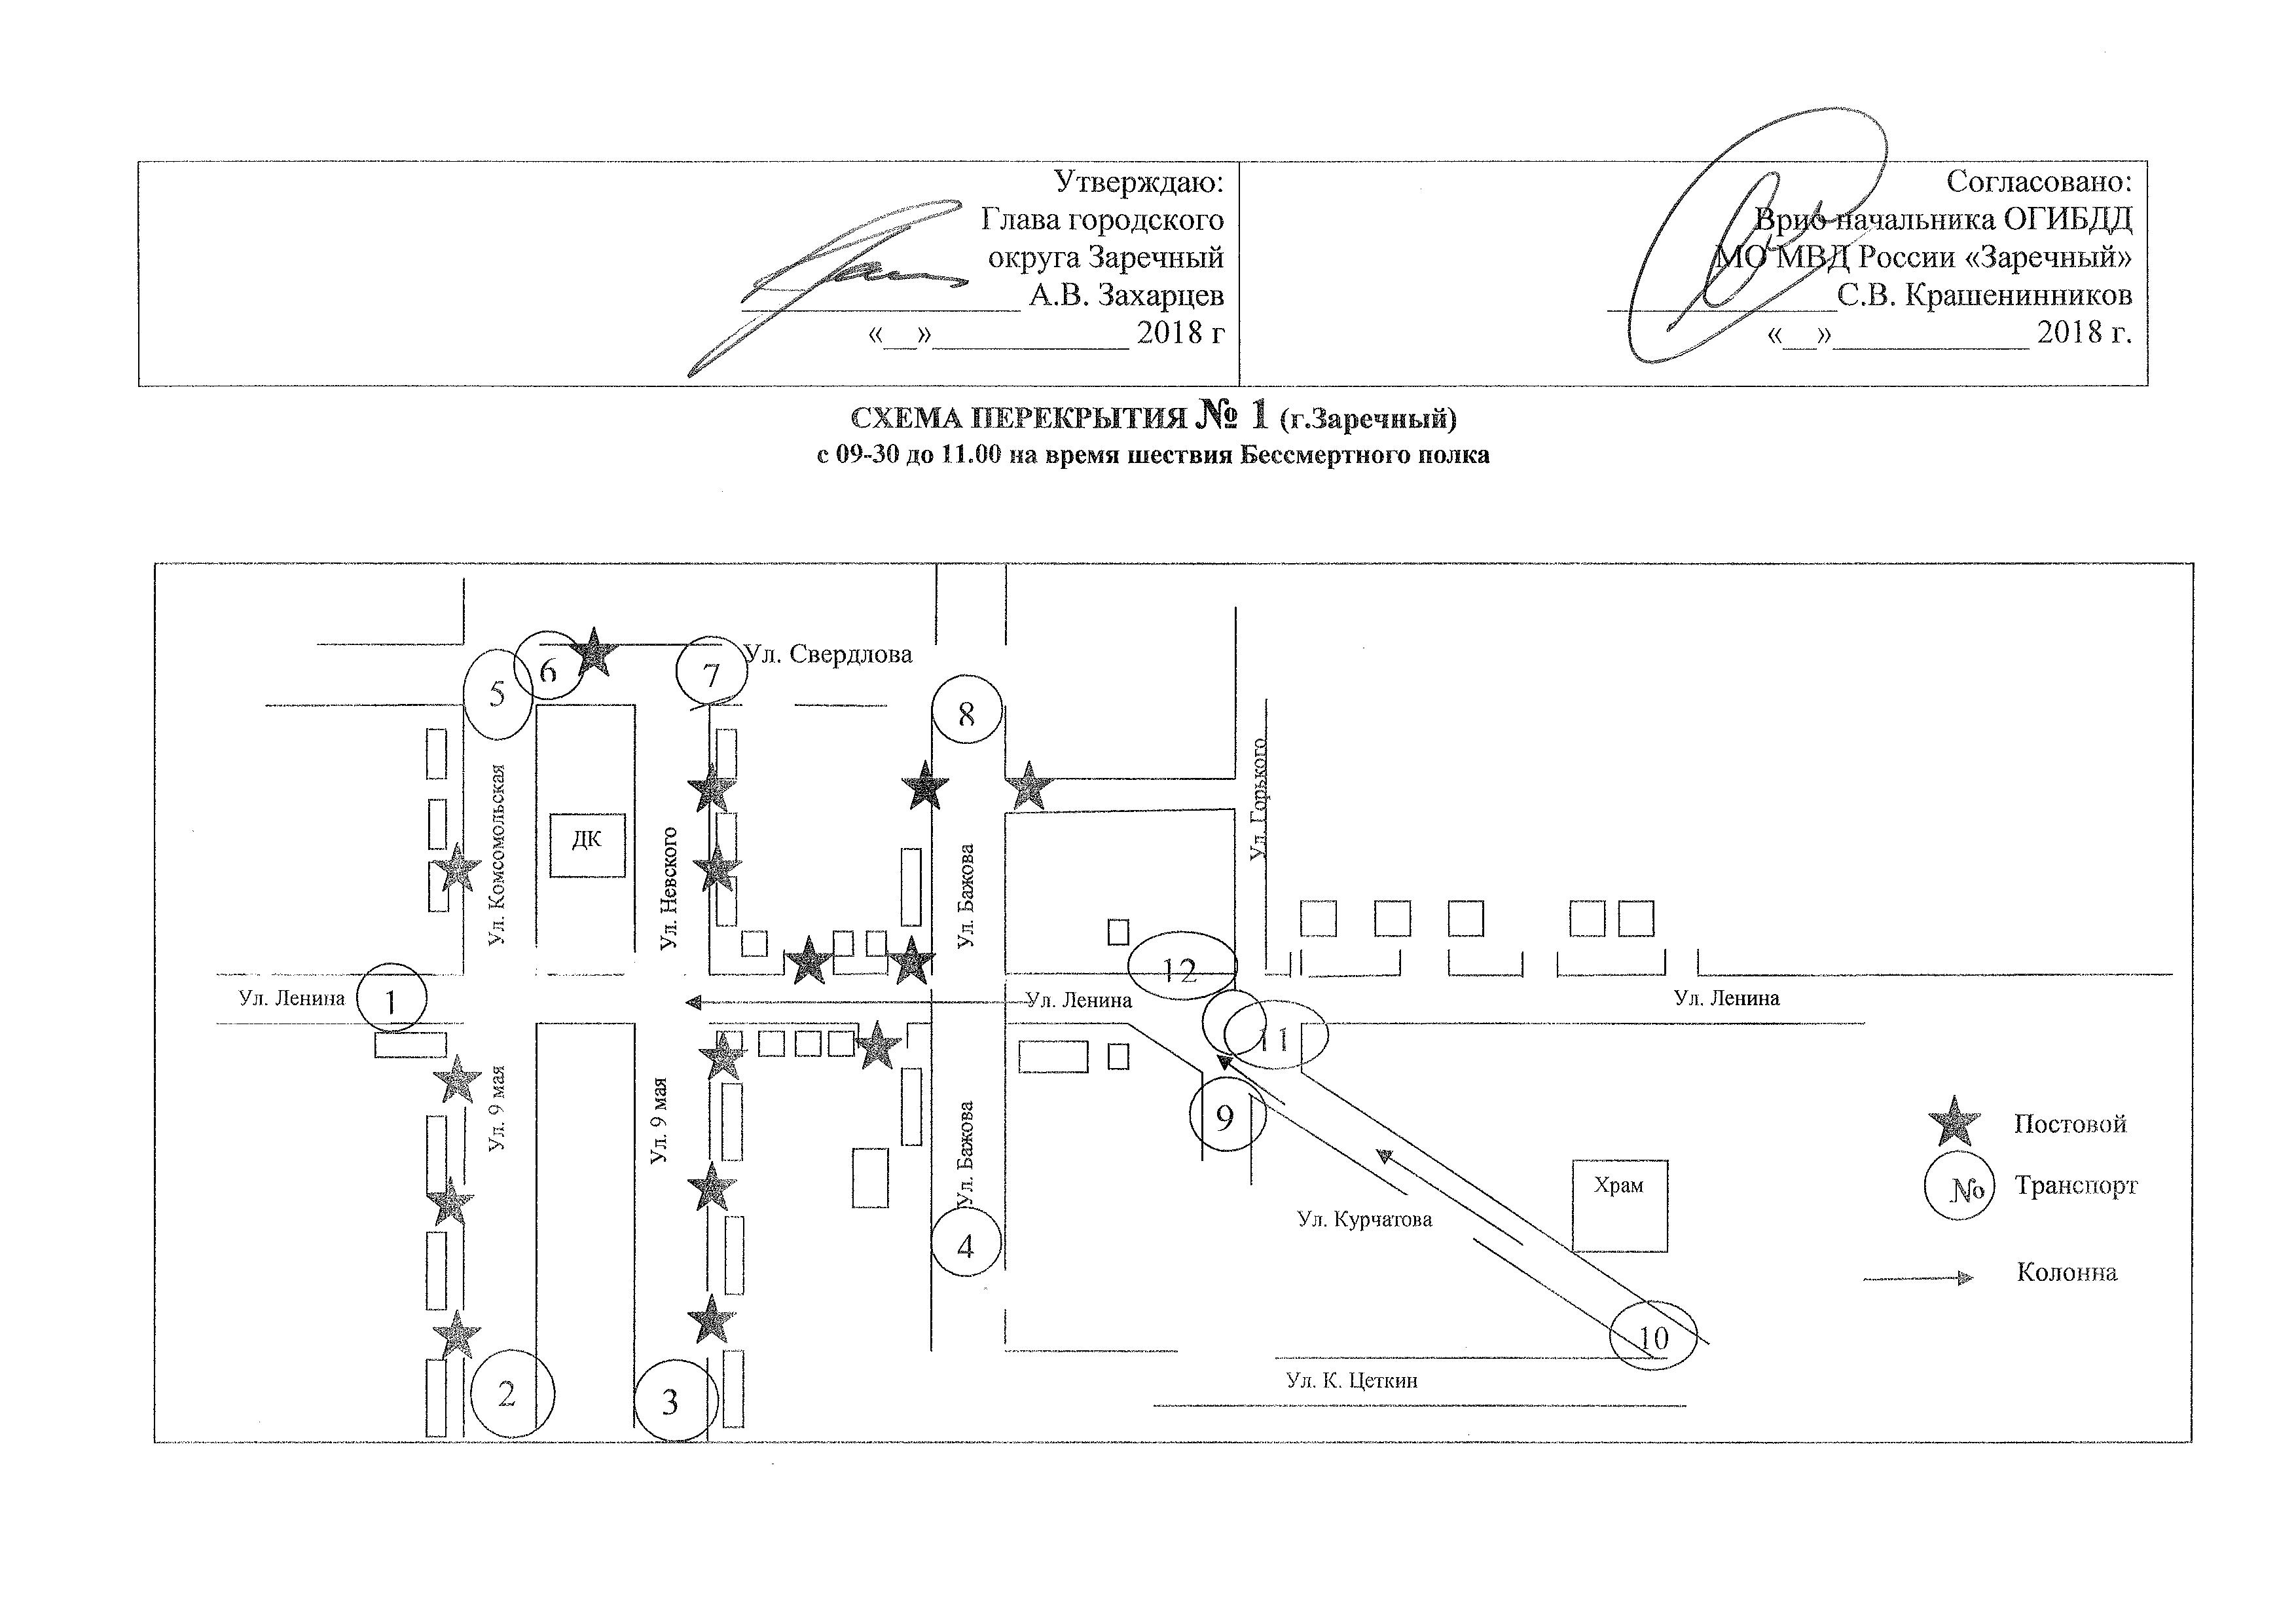 Утверждаю:
Глава городского
округа Заречный
____________________ А.В. Захарцев
«__»______________ 2018 г
Согласовано:
Врио начальника ОГИБДД
МО МВД России «Заречный»
________________ С.В. Крашенинников
«__»______________ 2018 г.
СХЕМА ПЕРЕКРЫТИЯ № 1 (г.Заречный)
с 09-30 до 11.00 на время шествия Бессмертного полка
6
7
Ул. Свердлова
5
8
Ул. Комсомольская
ДК
Ул. Невского
Ул. Бажова
Ул. Горького
12
Ул. Ленина
1
Ул. Ленина
Ул. Ленина
11
9
Ул. 9 мая
Ул. 9 мая
Ул. Бажова
4
Постовой
Храм
№
Транспорт
Ул. Курчатова
Колонна
10
2
3
Ул. К. Цеткин